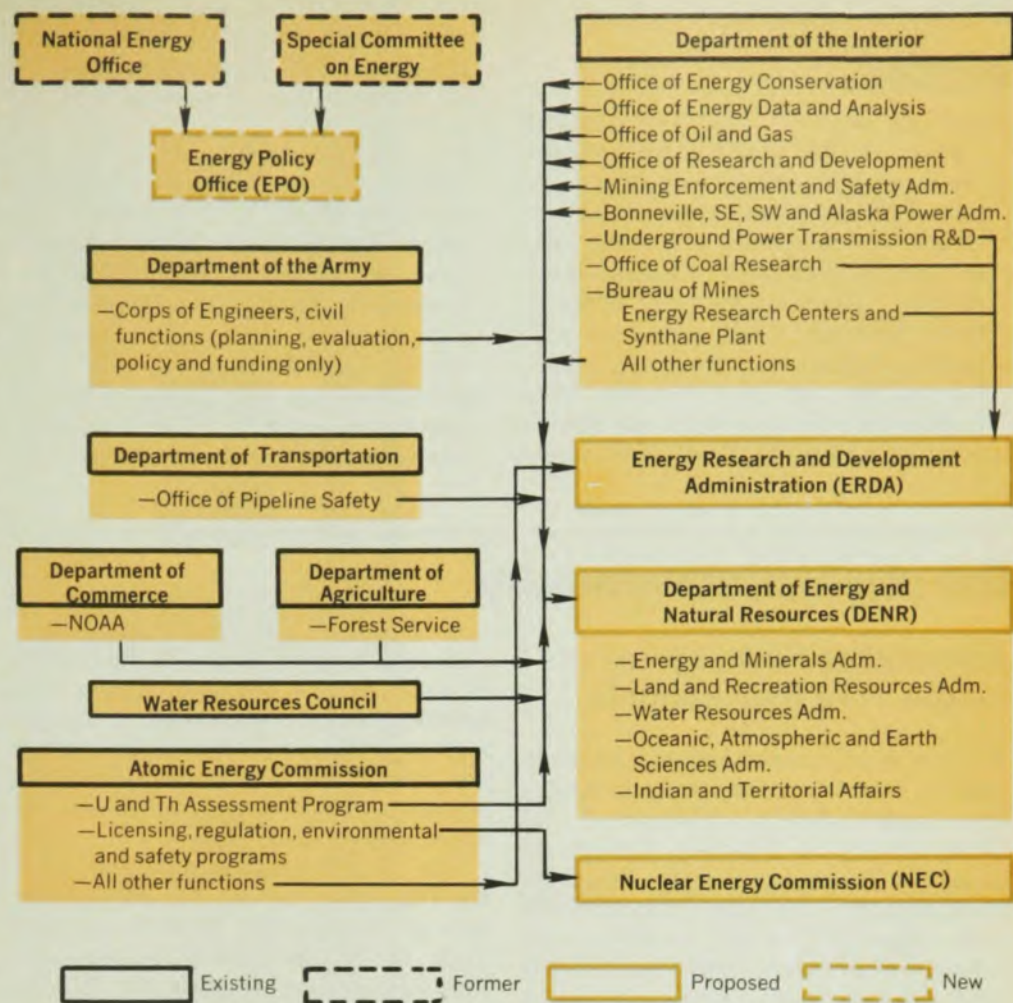 National Energy
Office
Special Committee
on Energy
Energy Policy
Office (EPO)
Department of the Interior
—Office of Energy Conservation
—Office of Energy Data and Analysis
—Office of Oil and Gas
—Office of Research and Development
—Mining Enforcement and Safety Adm.
—Bonneville, SE, SW and Alaska Power Adm.
—Underground Power Transmission R&D
—Office of Coal Research
—Bureau of Mines
Energy Research Centers and
Synthane Plant
All other functions
Department of the Army
—Corps of Engineers, civil
functions (planning, evaluation,
policy and funding only)
Department of Transportation
—Office of Pipeline Safety
Energy Research and Development
Administration (ERDA)
Department of
Commerce
—NOAA
Department of
Agriculture
—Forest Service
Water Resources Council
Department of Energy and
Natural Resources (DENR)
—Energy and Minerals Adm.
—Land and Recreation Resources Adm.
—Water Resources Adm.
—Oceanic, Atmospheric and Earth
Sciences Adm.
—Indian and Territorial Affairs
Atomic Energy Commission
—U and Th Assessment Program
—Licensing, regulation, environmental
and safety programs
—All other functions
Nuclear Energy Commission (NEC)
Existing
Former
Proposed
New